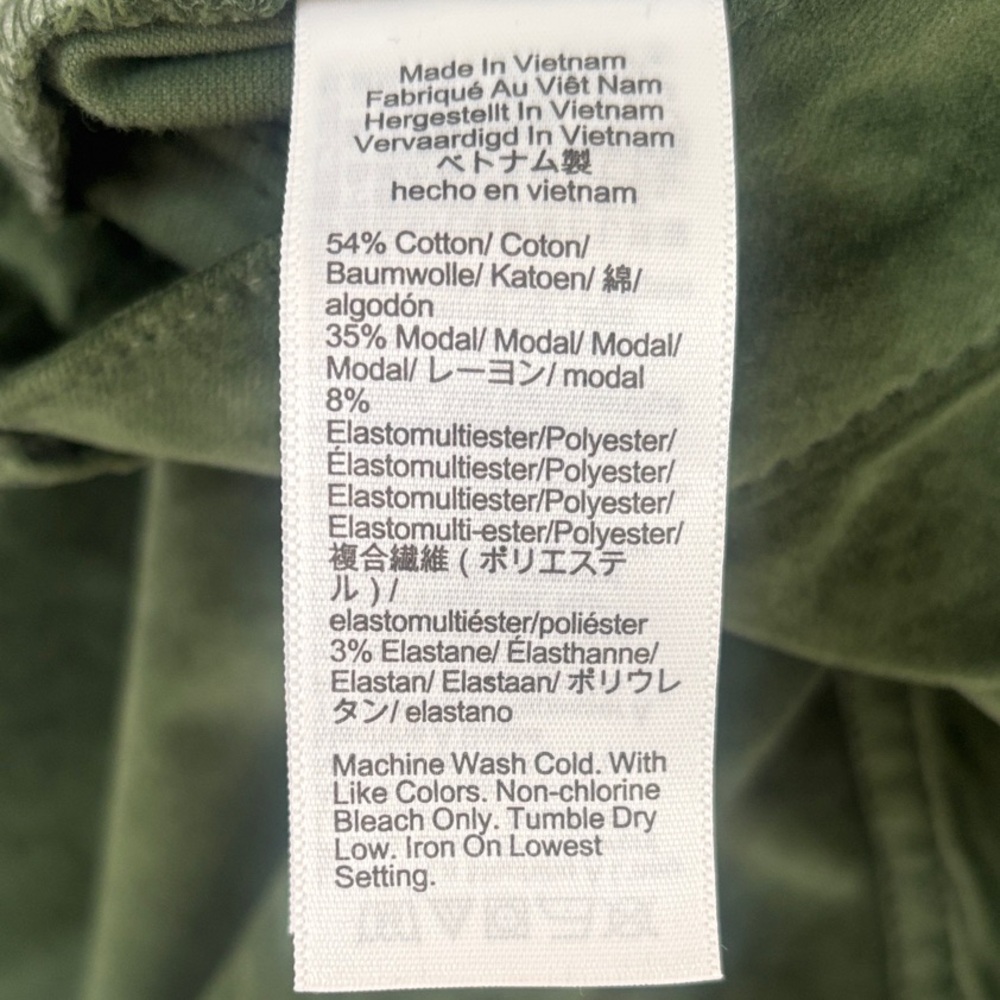 Made In Vietnam
Fabriqué Au Viêt Nam
Hergestellt In Vietnam
Vervaardigd In Vietnam
ベトナム製
hecho en vietnam
54% Cotton/ Coton/
Baumwolle/ Katoen/ 綿/
algodón
35% Modal/ Modal/ Modal/
Modal/ レーヨン/ modal
8%
Elastomultiester/Polyester/
Élastomultiester/Polyester/
Elastomultiester/Polyester/
Elastomulti-ester/Polyester/
複合繊維 ( ポリエステ
ル ) /
elastomultiéster/poliéster
3% Elastane/ Élasthanne/
Elastan/ Elastaan/ ポリウレ
タン/ elastano
Machine Wash Cold. With
Like Colors. Non-chlorine
Bleach Only. Tumble Dry
Low. Iron On Lowest
Setting.